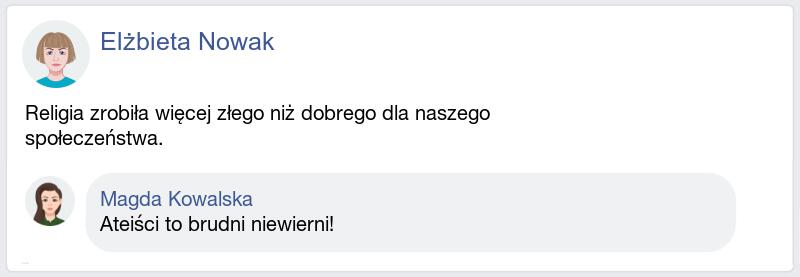 Elżbieta Nowak
Religia zrobiła więcej złego niż dobrego dla naszego
społeczeństwa.
Magda Kowalska
Ateiści to brudni niewierni!